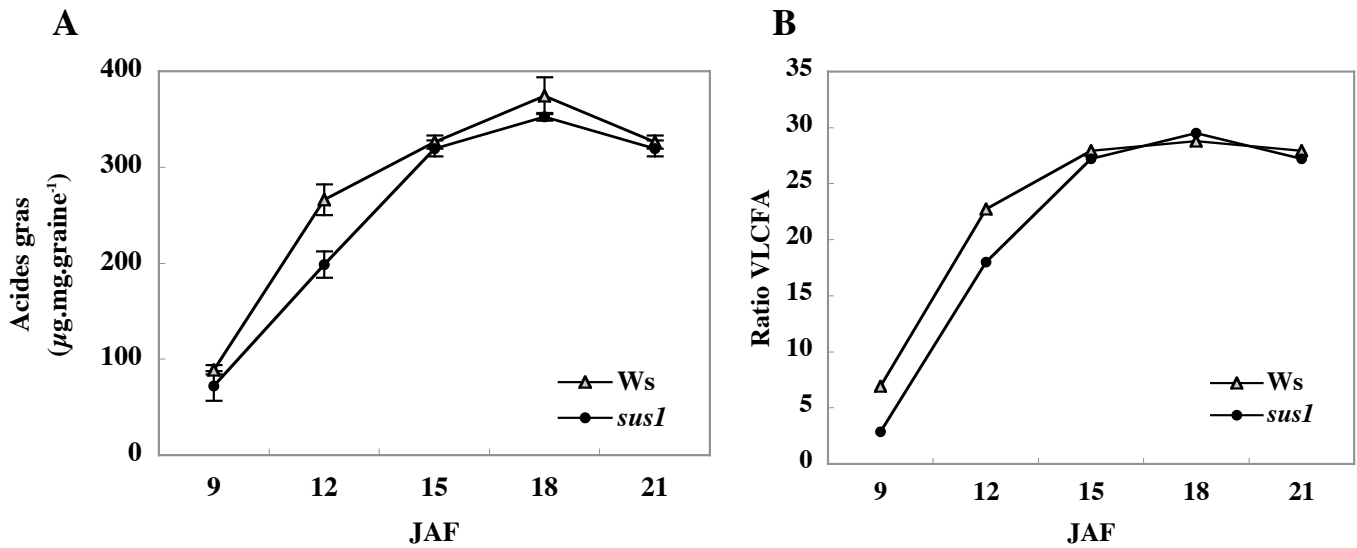 A
Acides gras
(µg.mg.graine⁻¹)
400
300
200
100
0
9 12 15 18 21
JAF
Ws
sus1
B
Ratio VLCFA
35
30
25
20
15
10
5
0
9 12 15 18 21
JAF
Ws
sus1